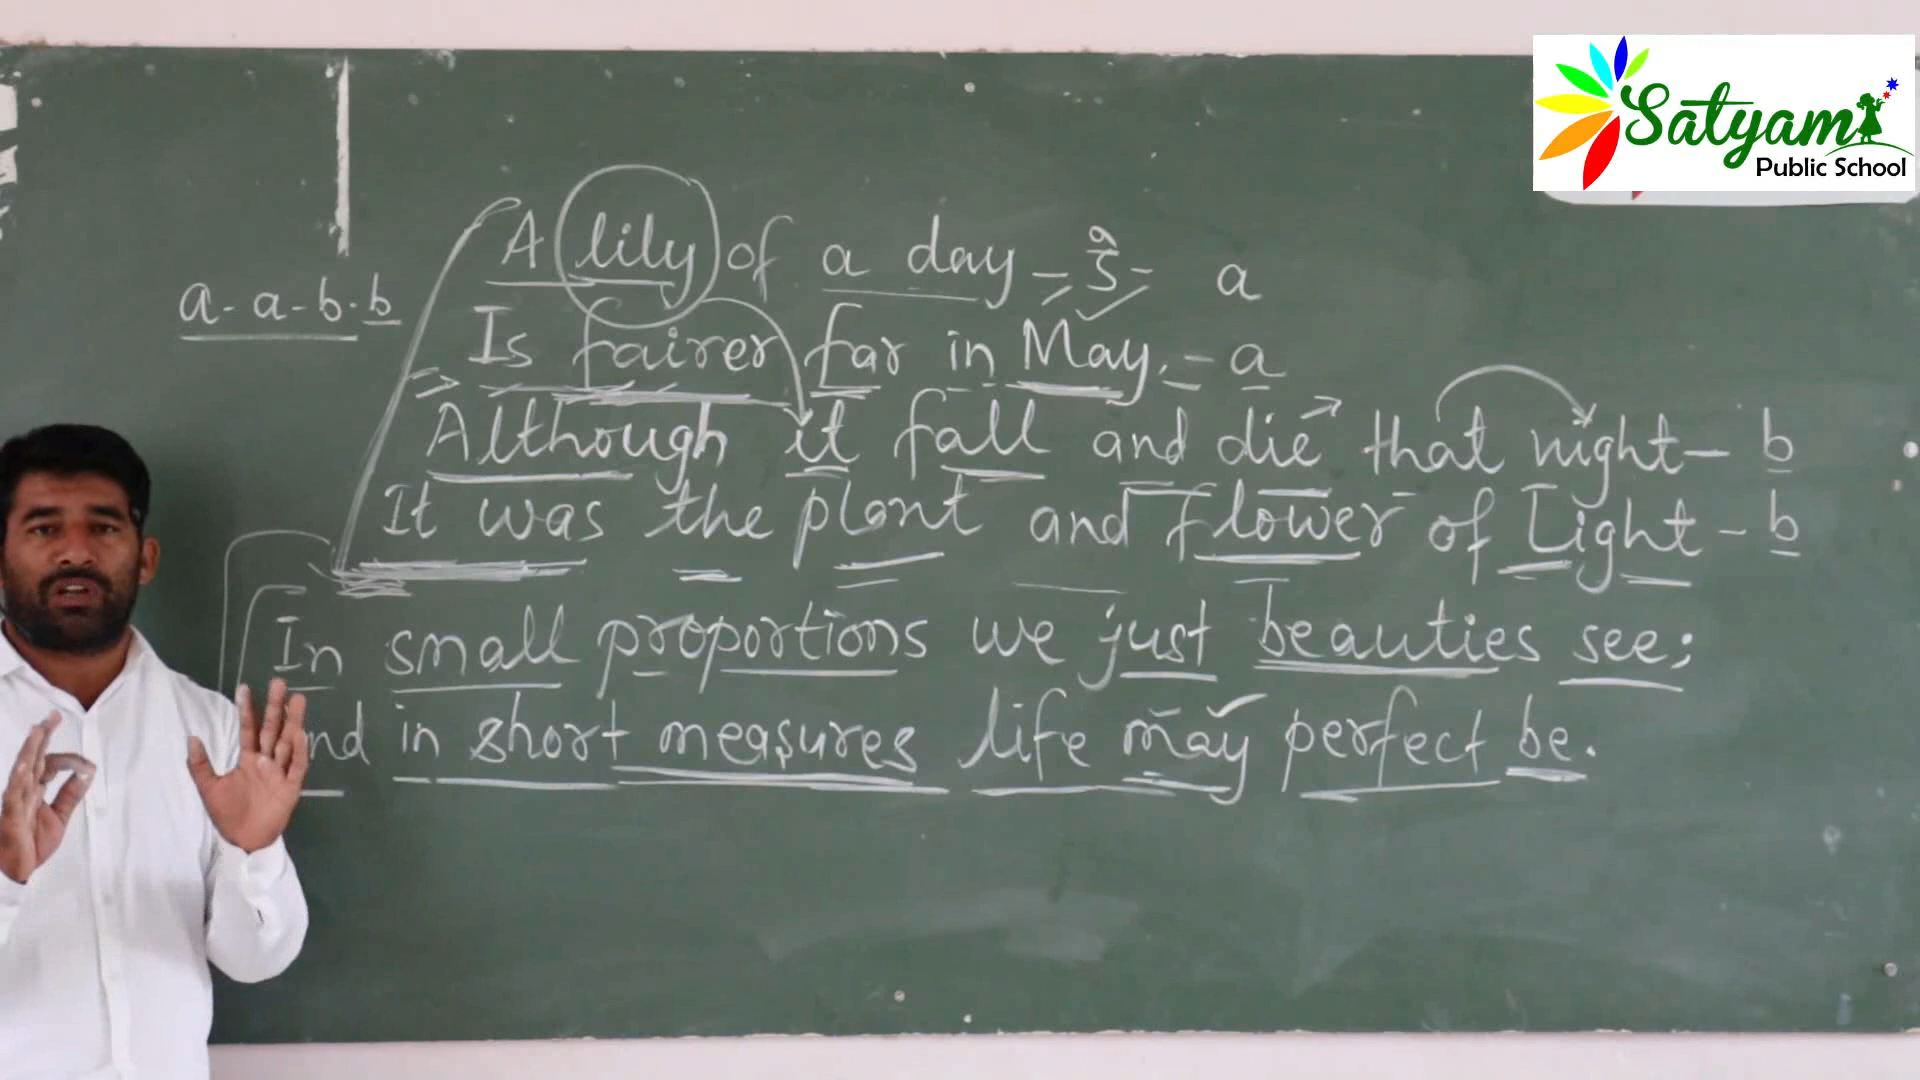 Satyam
Public School
a - a - b - b
A lily of a day - - a
Is fairer far in May. - a
Although it fall and die that night - b
It was the plant and flower of Light - b
In small proportions we just beauties see;
nd in short measures life may perfect be.